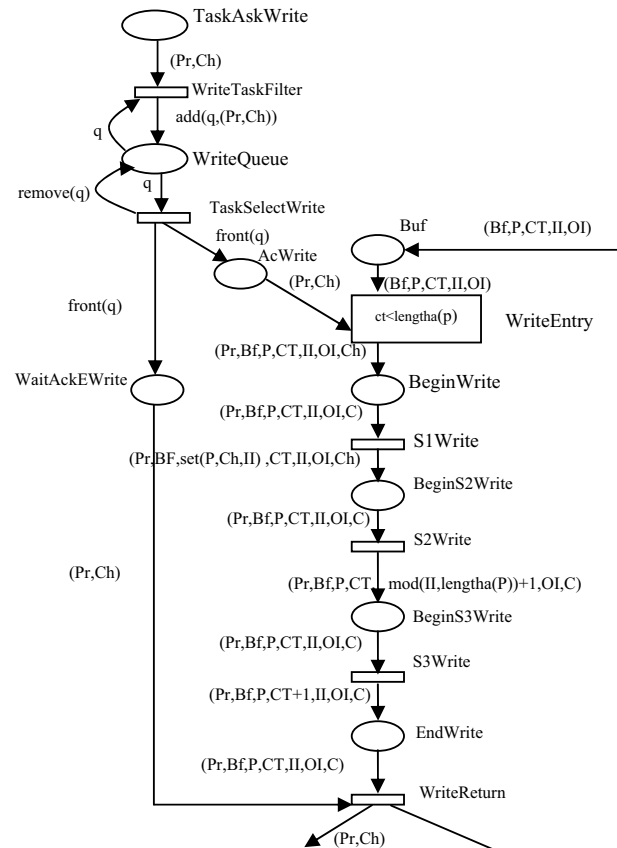 TaskAskWrite
(Pr,Ch)
WriteTaskFilter
add(q,(Pr,Ch))
q
WriteQueue
q
remove(q)
TaskSelectWrite
front(q)
Buf
(Bf,P,CT,II,OI)
AcWrite
(Pr,Ch)
(Bf,P,CT,II,OI)
front(q)
ct<lengtha(p)
WriteEntry
(Pr,Bf,P,CT,II,OI,Ch)
WaitAckEWrite
BeginWrite
(Pr,Bf,P,CT,II,OI,C)
S1Write
(Pr,BF,set(P,Ch,II) ,CT,II,OI,Ch)
BeginS2Write
(Pr,Bf,P,CT,II,OI,C)
S2Write
(Pr,Ch)
(Pr,Bf,P,CT, mod(II,lengtha(P))+1,OI,C)
BeginS3Write
(Pr,Bf,P,CT,II,OI,C)
S3Write
(Pr,Bf,P,CT+1,II,OI,C)
EndWrite
(Pr,Bf,P,CT,II,OI,C)
WriteReturn
(Pr,Ch)